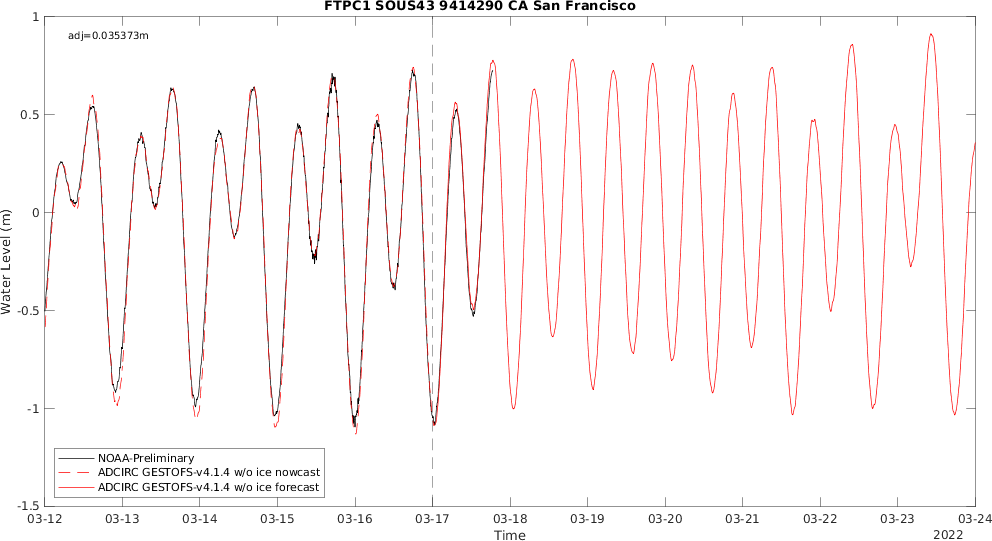 FTPC1 SOUS43 9414290 CA San Francisco
adj=0.035373m
1
0.5
0
-0.5
-1
-1.5
Water Level (m)
NOAA-Preliminary
ADCIRC GESTOFS-v4.1.4 w/o ice nowcast
ADCIRC GESTOFS-v4.1.4 w/o ice forecast
03-12 03-13 03-14 03-15 03-16 03-17 03-18 03-19 03-20 03-21 03-22 03-23 03-24
Time
2022